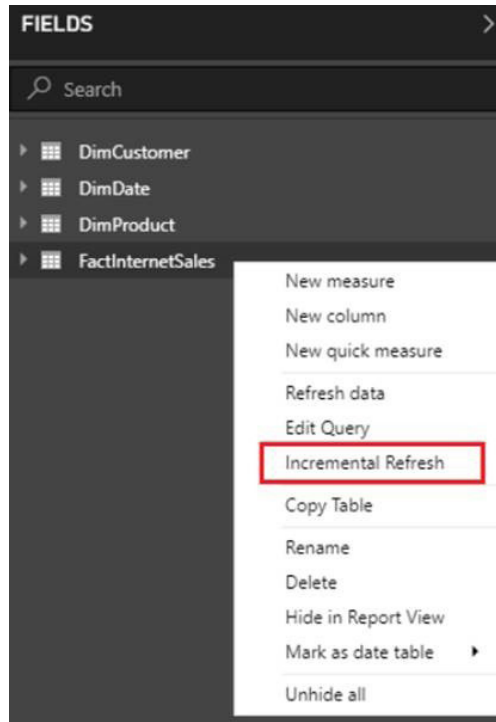 FIELDS
Search
DimCustomer
DimDate
DimProduct
FactInternetSales
New measure
New column
New quick measure
Refresh data
Edit Query
Incremental Refresh
Copy Table
Rename
Delete
Hide in Report View
Mark as date table
Unhide all